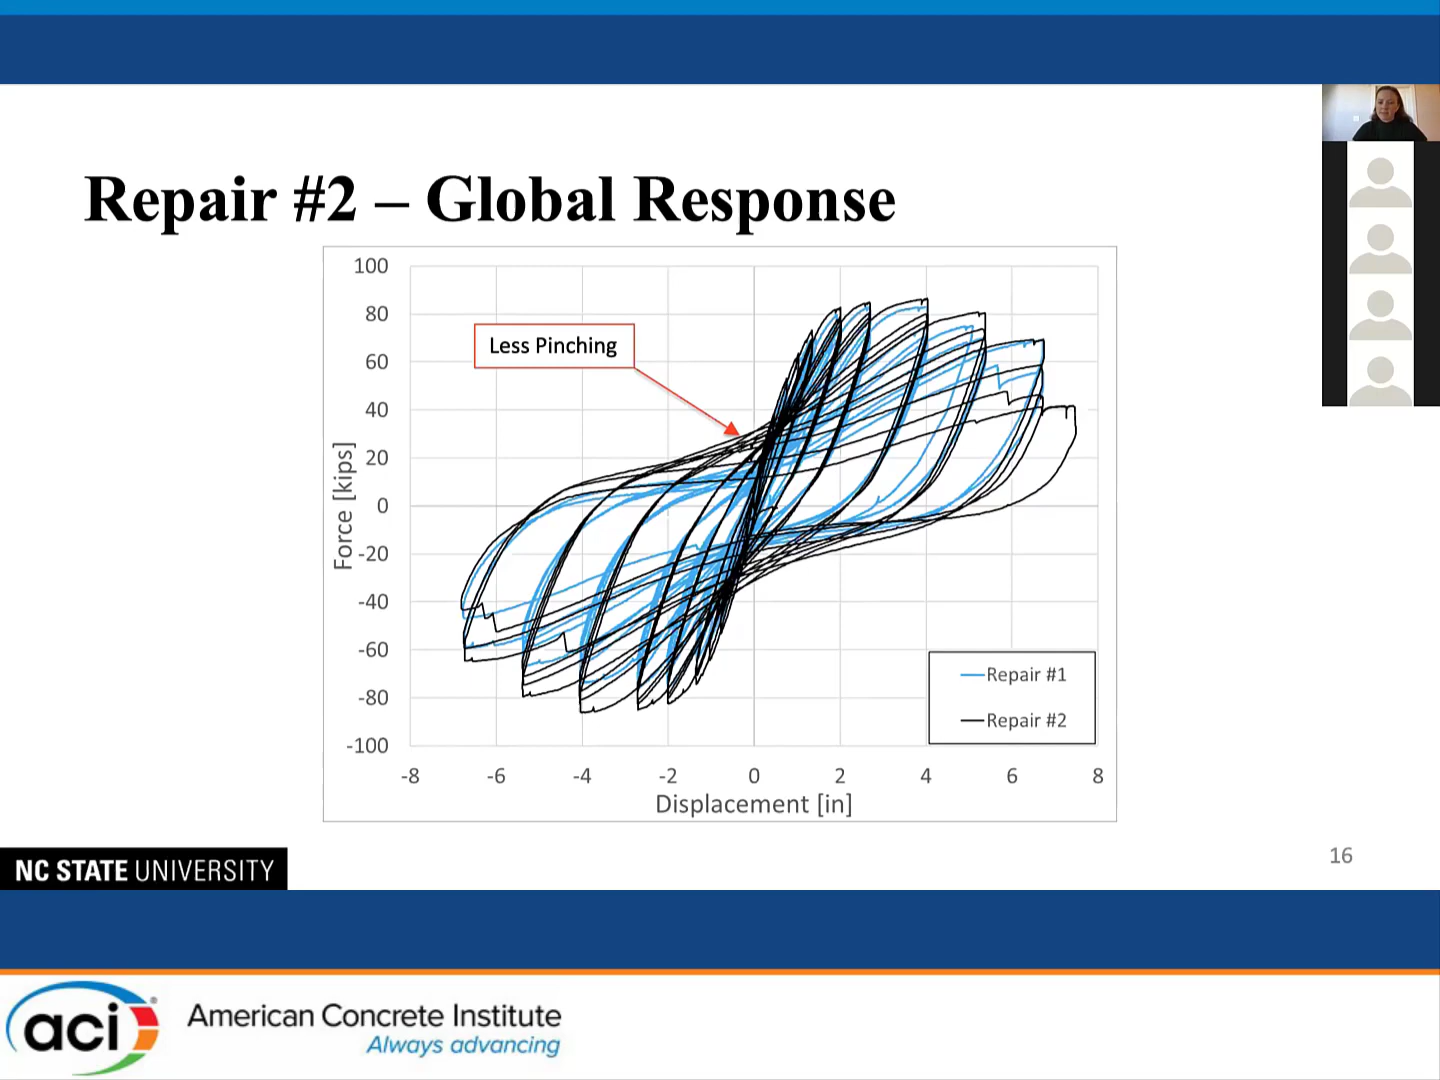 Repair #2 – Global Response
100
80
60
40
20
0
-20
-40
-60
-80
-100
Force [kips]
Less Pinching
Repair #1
Repair #2
-8 -6 -4 -2 0 2 4 6 8
Displacement [in]
16
NC STATE UNIVERSITY
aci
American Concrete Institute
Always advancing